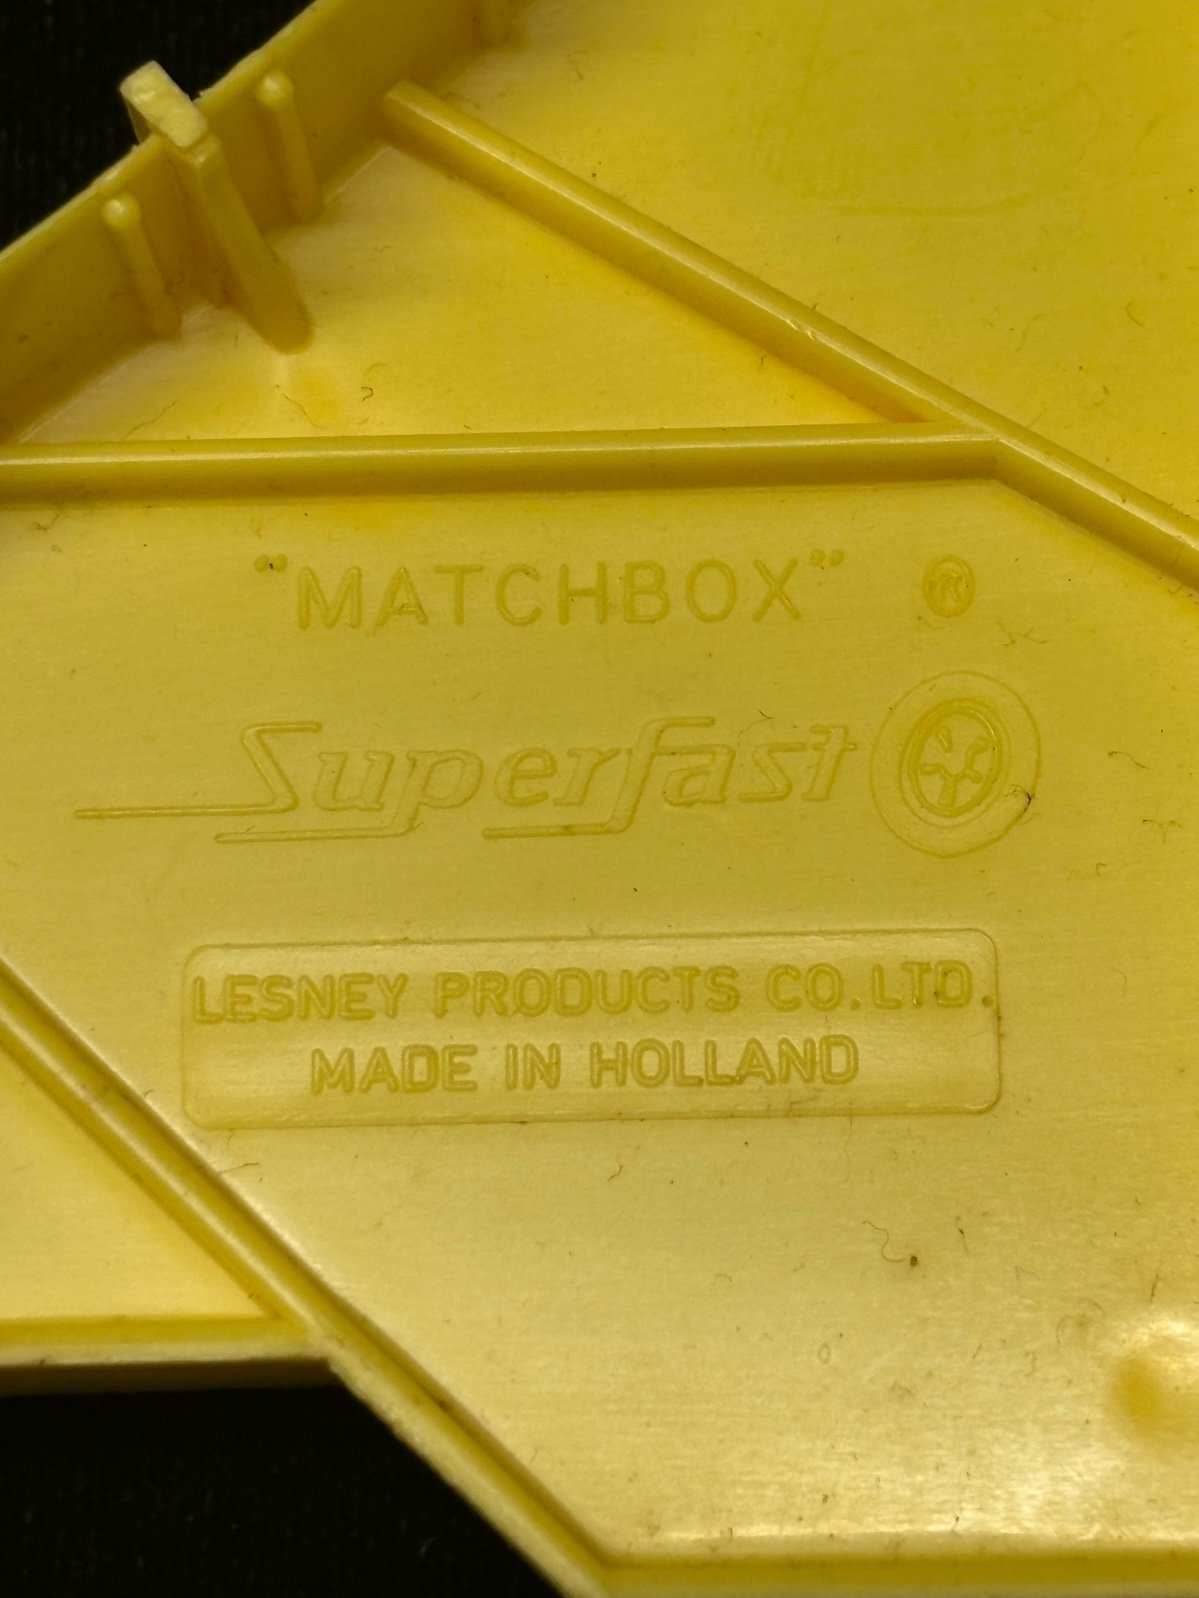 "MATCHBOX" ®
Superfast
LESNEY PRODUCTS CO. LTD.
MADE IN HOLLAND